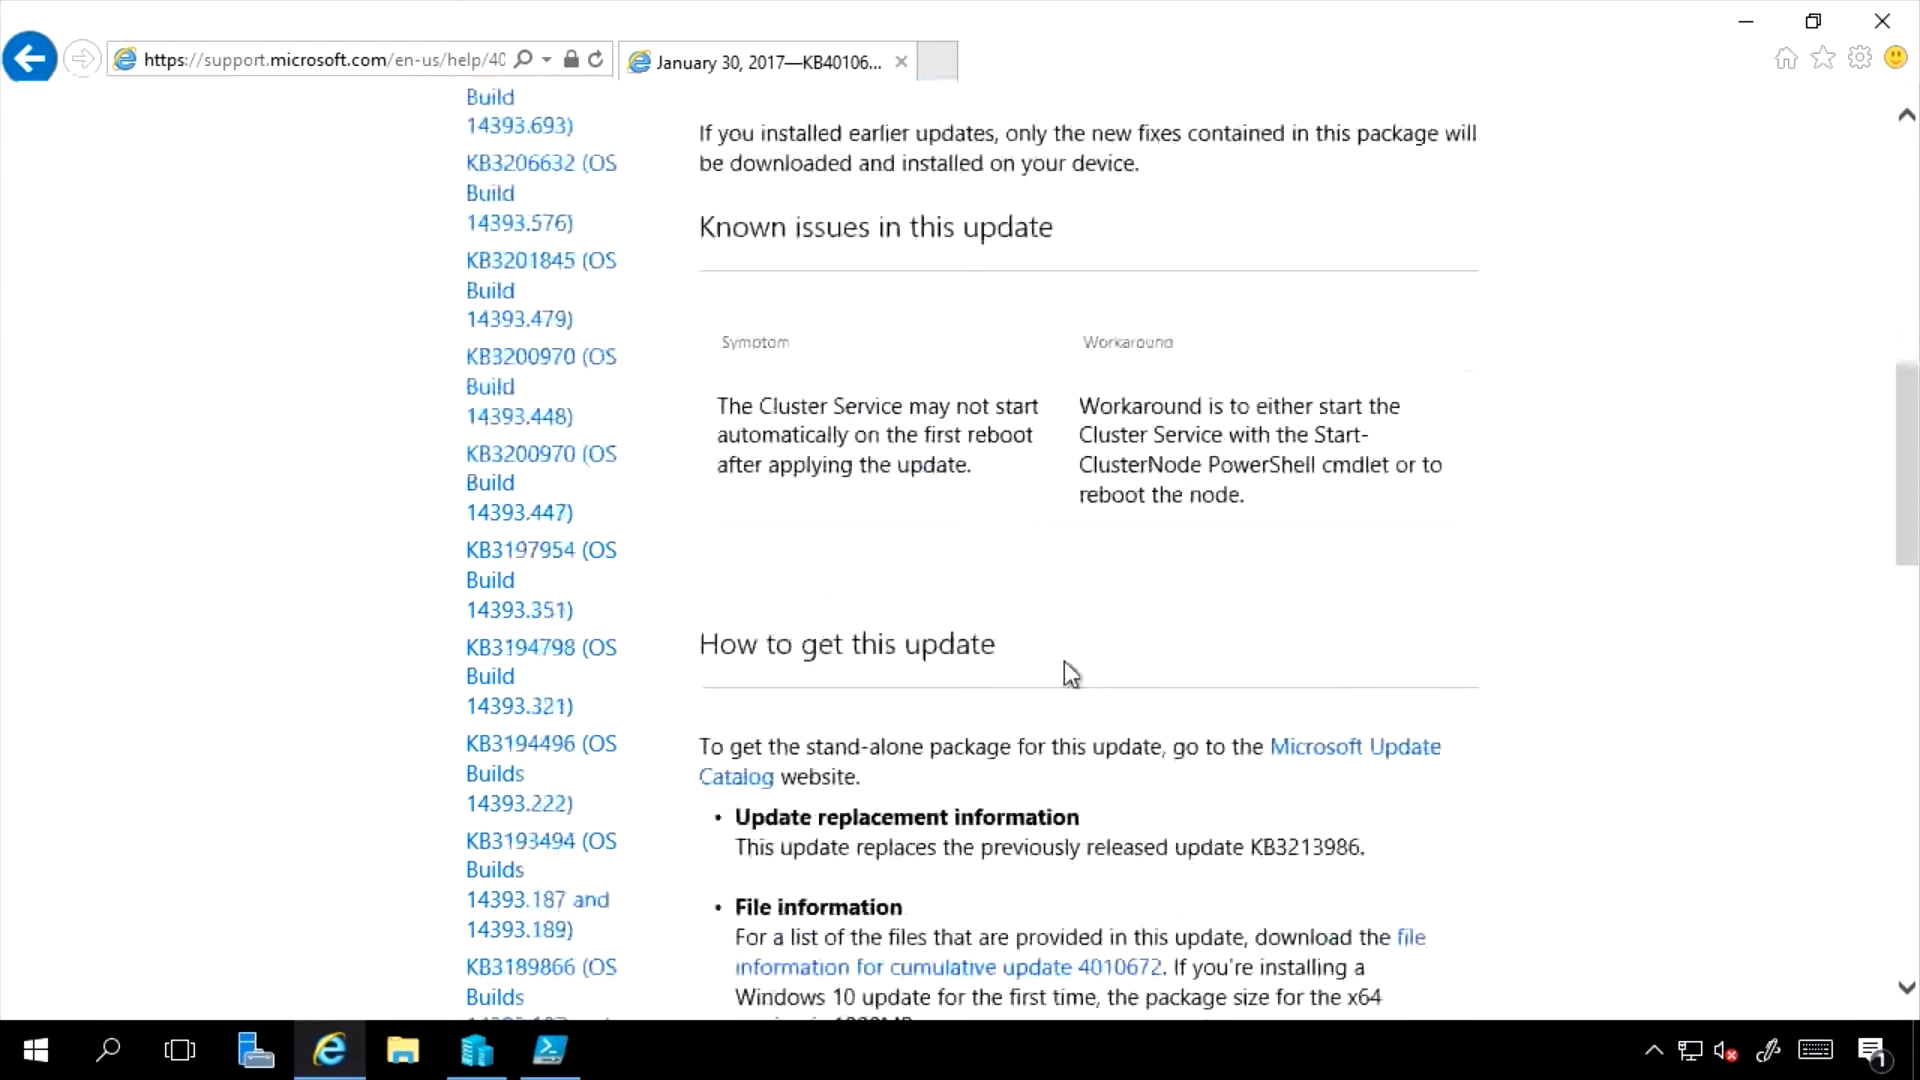 https://support.microsoft.com/en-us/help/40
January 30, 2017—KB40106...
Build
14393.693)
KB3206632 (OS
Build
14393.576)
KB3201845 (OS
Build
14393.479)
KB3200970 (OS
Build
14393.448)
KB3200970 (OS
Build
14393.447)
KB3197954 (OS
Build
14393.351)
KB3194798 (OS
Build
14393.321)
KB3194496 (OS
Builds
14393.222)
KB3193494 (OS
Builds
14393.187 and
14393.189)
KB3189866 (OS
Builds
If you installed earlier updates, only the new fixes contained in this package will
be downloaded and installed on your device.
Known issues in this update
Symptom
Workaround
The Cluster Service may not start
automatically on the first reboot
after applying the update.
Workaround is to either start the
Cluster Service with the Start-
ClusterNode PowerShell cmdlet or to
reboot the node.
How to get this update
To get the stand-alone package for this update, go to the Microsoft Update
Catalog website.
• Update replacement information
This update replaces the previously released update KB3213986.
• File information
For a list of the files that are provided in this update, download the file
information for cumulative update 4010672. If you're installing a
Windows 10 update for the first time, the package size for the x64
1